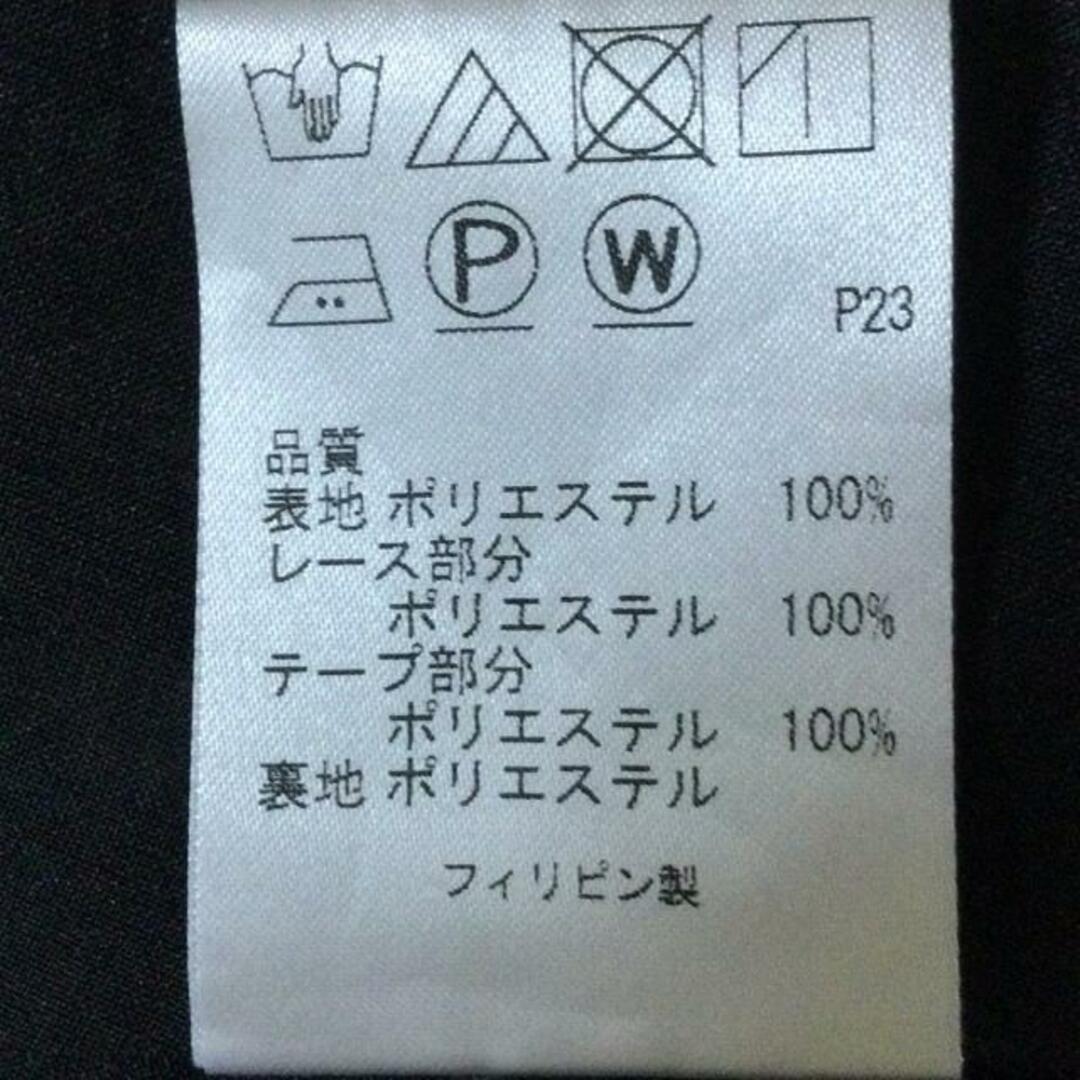 P W P23
品質
表地 ポリエステル 100%
レース部分
ポリエステル 100%
テープ部分
ポリエステル 100%
裏地 ポリエステル
フィリピン製